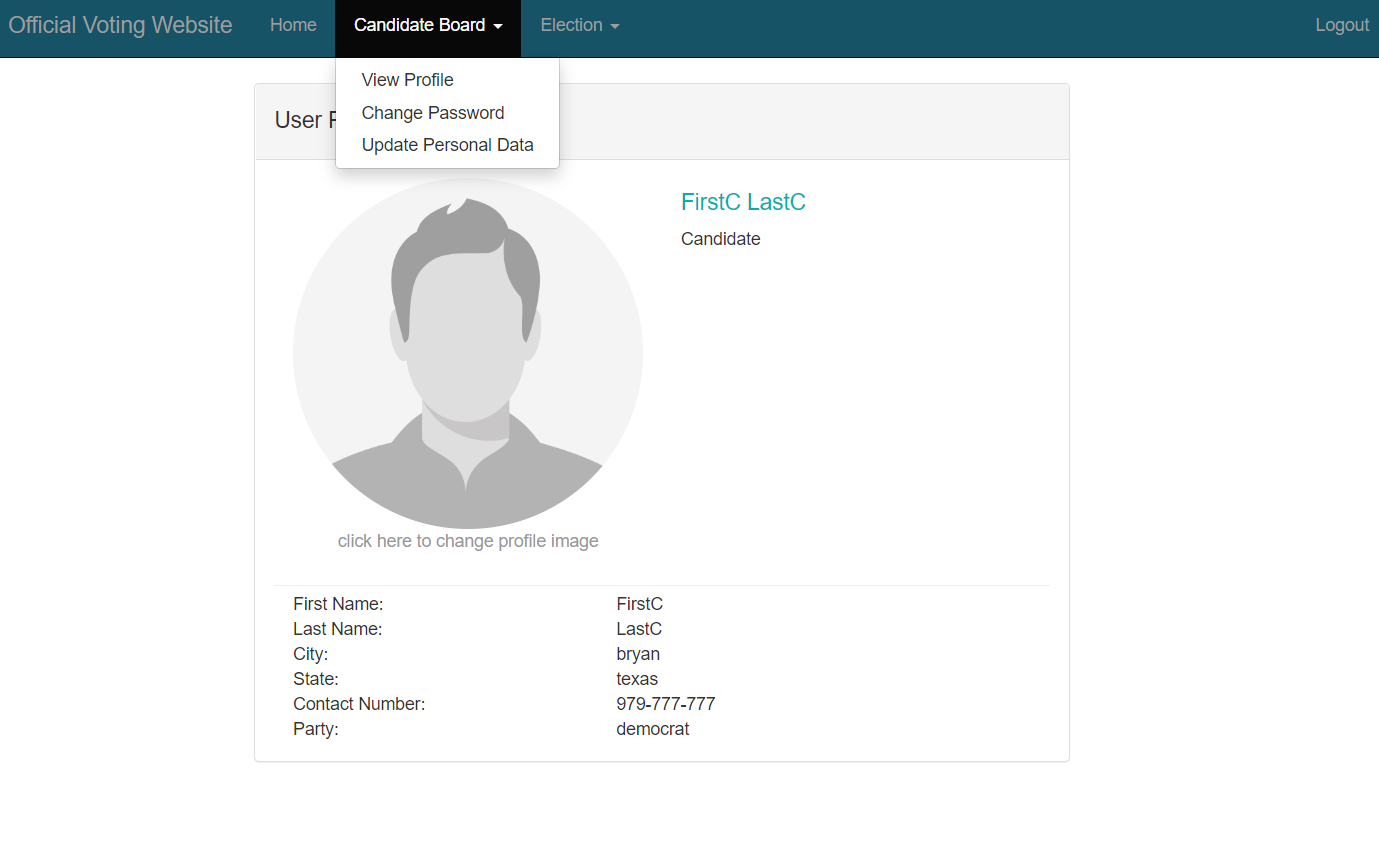 Official Voting Website Home Candidate Board Election Logout
View Profile
Change Password
Update Personal Data
User
FirstC LastC
Candidate
click here to change profile image
First Name: FirstC
Last Name: LastC
City: bryan
State: texas
Contact Number: 979-777-777
Party: democrat